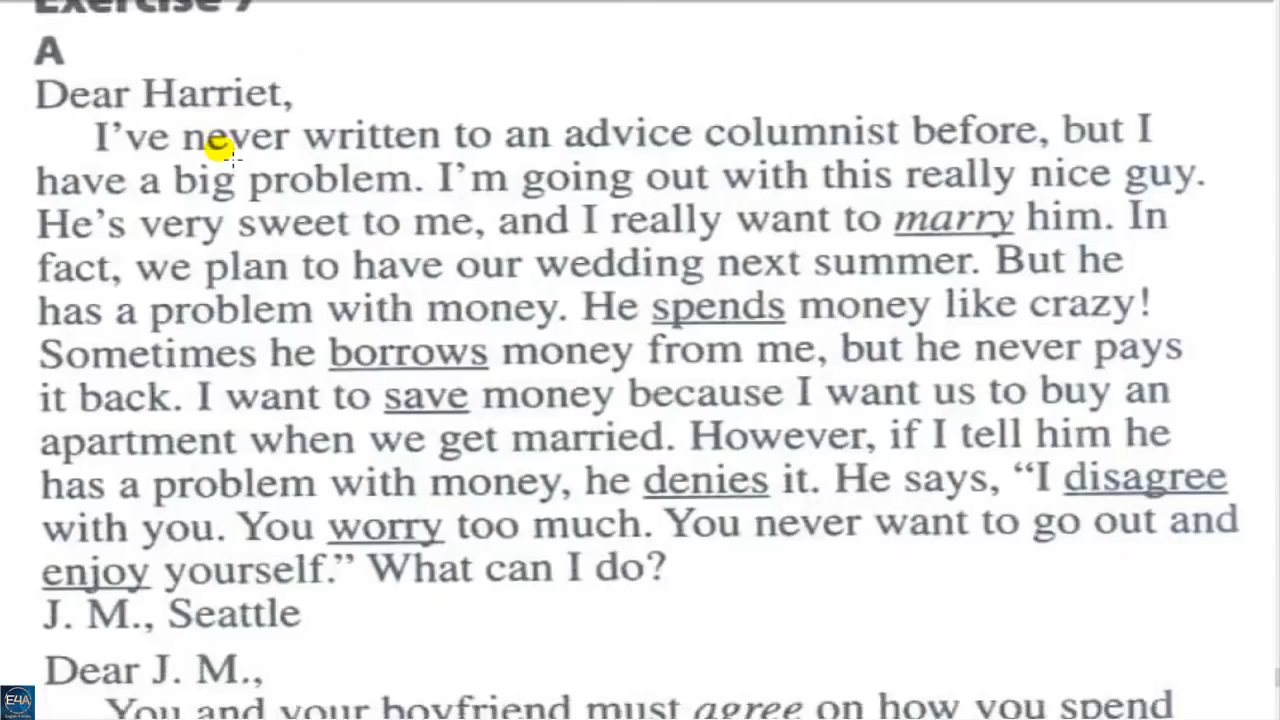 Exercise 7
A
Dear Harriet,
I've never written to an advice columnist before, but I
have a big problem. I'm going out with this really nice guy.
He's very sweet to me, and I really want to marry him. In
fact, we plan to have our wedding next summer. But he
has a problem with money. He spends money like crazy!
Sometimes he borrows money from me, but he never pays
it back. I want to save money because I want us to buy an
apartment when we get married. However, if I tell him he
has a problem with money, he denies it. He says, “I disagree
with you. You worry too much. You never want to go out and
enjoy yourself.” What can I do?
J. M., Seattle
Dear J. M.,
You and your boyfriend must agree on how you spend
E4A